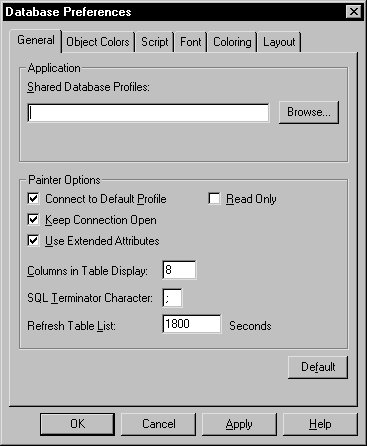 Database Preferences
General Object Colors Script Font Coloring Layout
Application
Shared Database Profiles:
Browse...
Painter Options
Connect to Default Profile Read Only
Keep Connection Open
Use Extended Attributes
Columns in Table Display: 8
SQL Terminator Character: ;
Refresh Table List: 1800 Seconds
Default
OK Cancel Apply Help